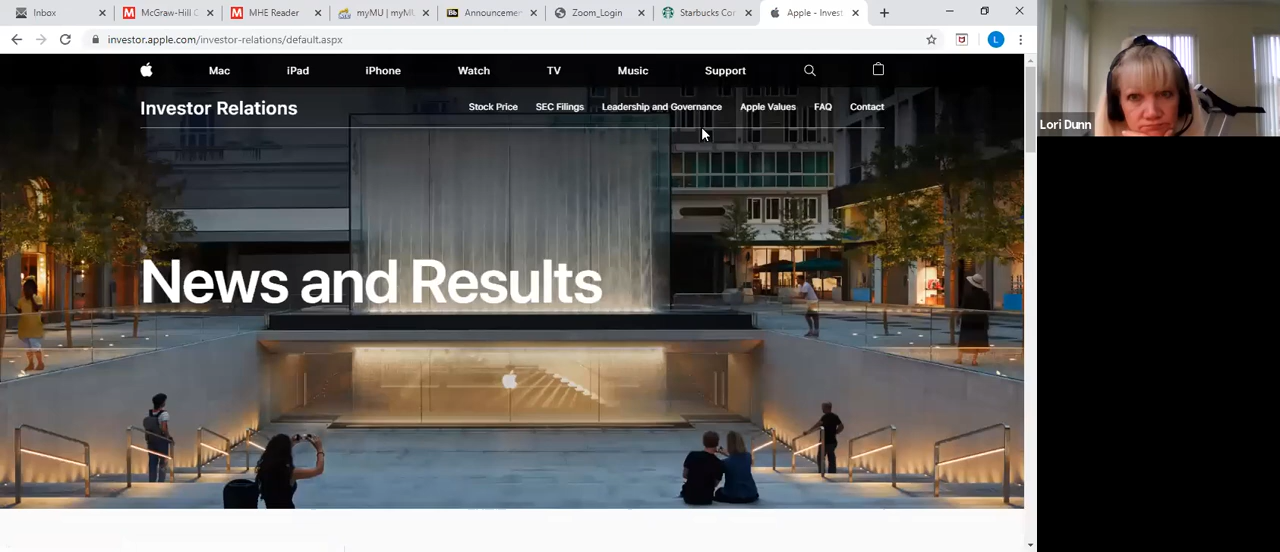 Inbox
McGraw-Hill C
MHE Reader
myMU | myMU
Announcemen
Zoom_Login
Starbucks Cor
Apple - Invest
investor.apple.com/investor-relations/default.aspx
L
Mac iPad iPhone Watch TV Music Support
Investor Relations Stock Price SEC Filings Leadership and Governance Apple Values FAQ Contact
Lori Dunn
News and Results